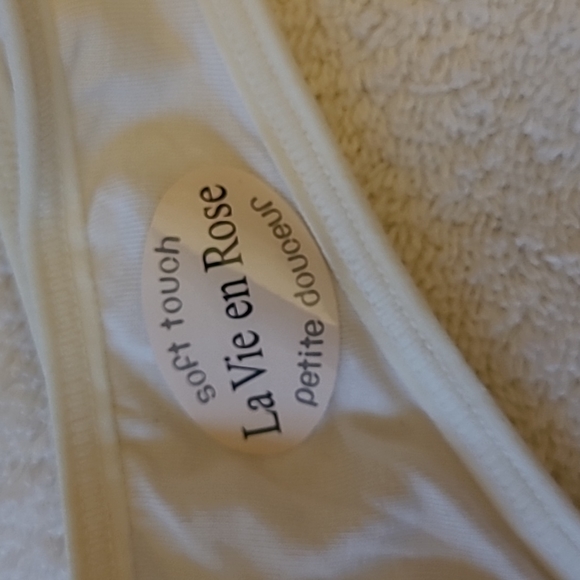 soft touch
La Vie en Rose
petite douceur